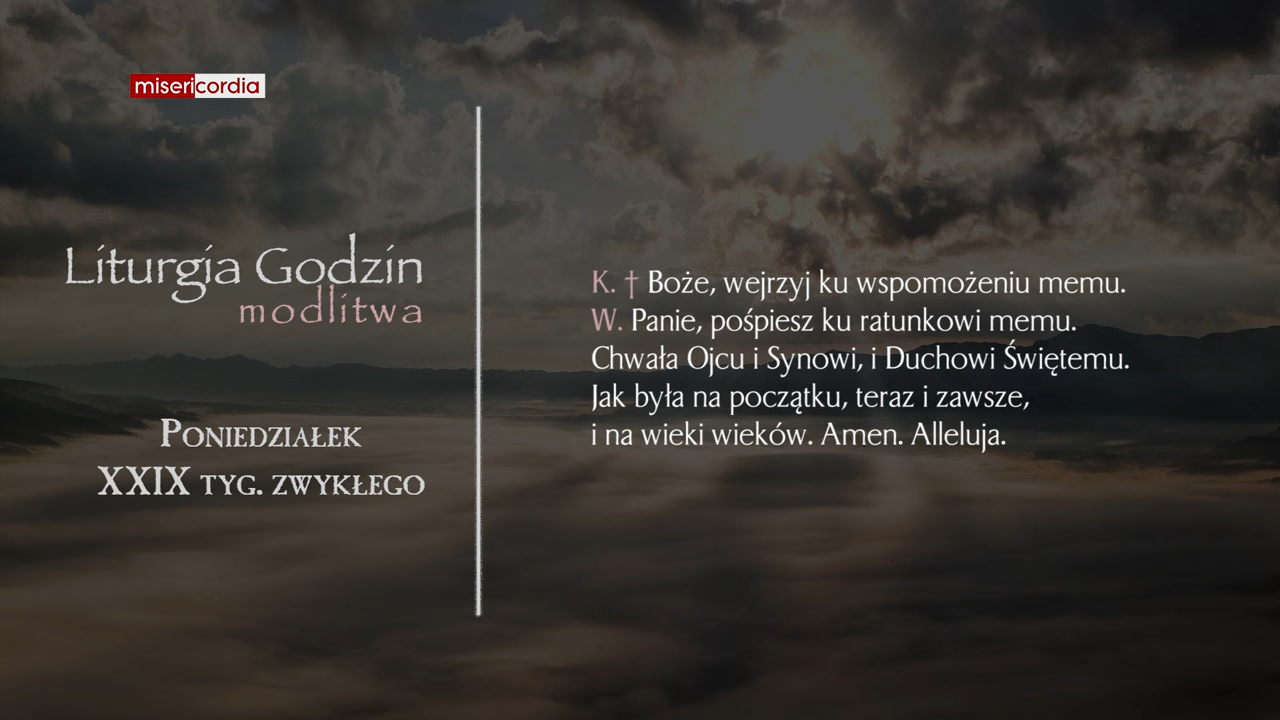 misericordia
Liturgia Godzin
modlitwa
Poniedziałek
XXIX tyg. zwykłego
K. † Boże, wejrzyj ku wspomożeniu memu.
W. Panie, pośpiesz ku ratunkowi memu.
Chwała Ojcu i Synowi, i Duchowi Świętemu.
Jak była na początku, teraz i zawsze,
i na wieki wieków. Amen. Alleluja.